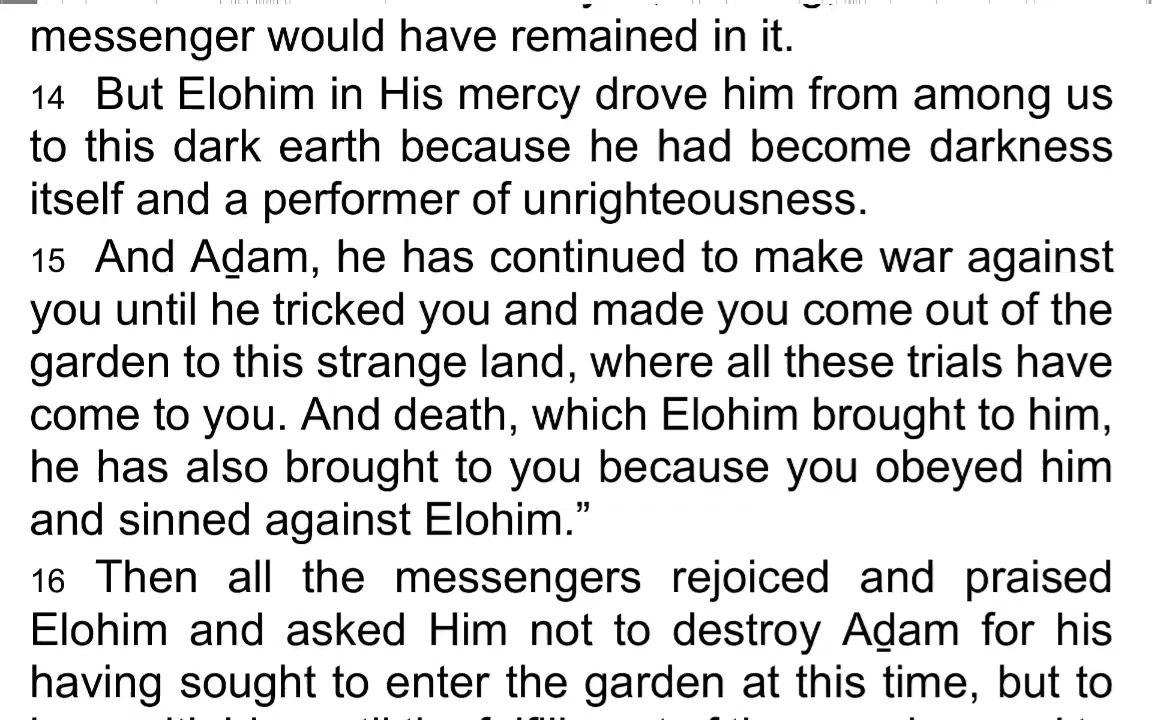 messenger would have remained in it.
14 But Elohim in His mercy drove him from among us
to this dark earth because he had become darkness
itself and a performer of unrighteousness.
15 And Aḏam, he has continued to make war against
you until he tricked you and made you come out of the
garden to this strange land, where all these trials have
come to you. And death, which Elohim brought to him,
he has also brought to you because you obeyed him
and sinned against Elohim.”
16 Then all the messengers rejoiced and praised
Elohim and asked Him not to destroy Aḏam for his
having sought to enter the garden at this time, but to